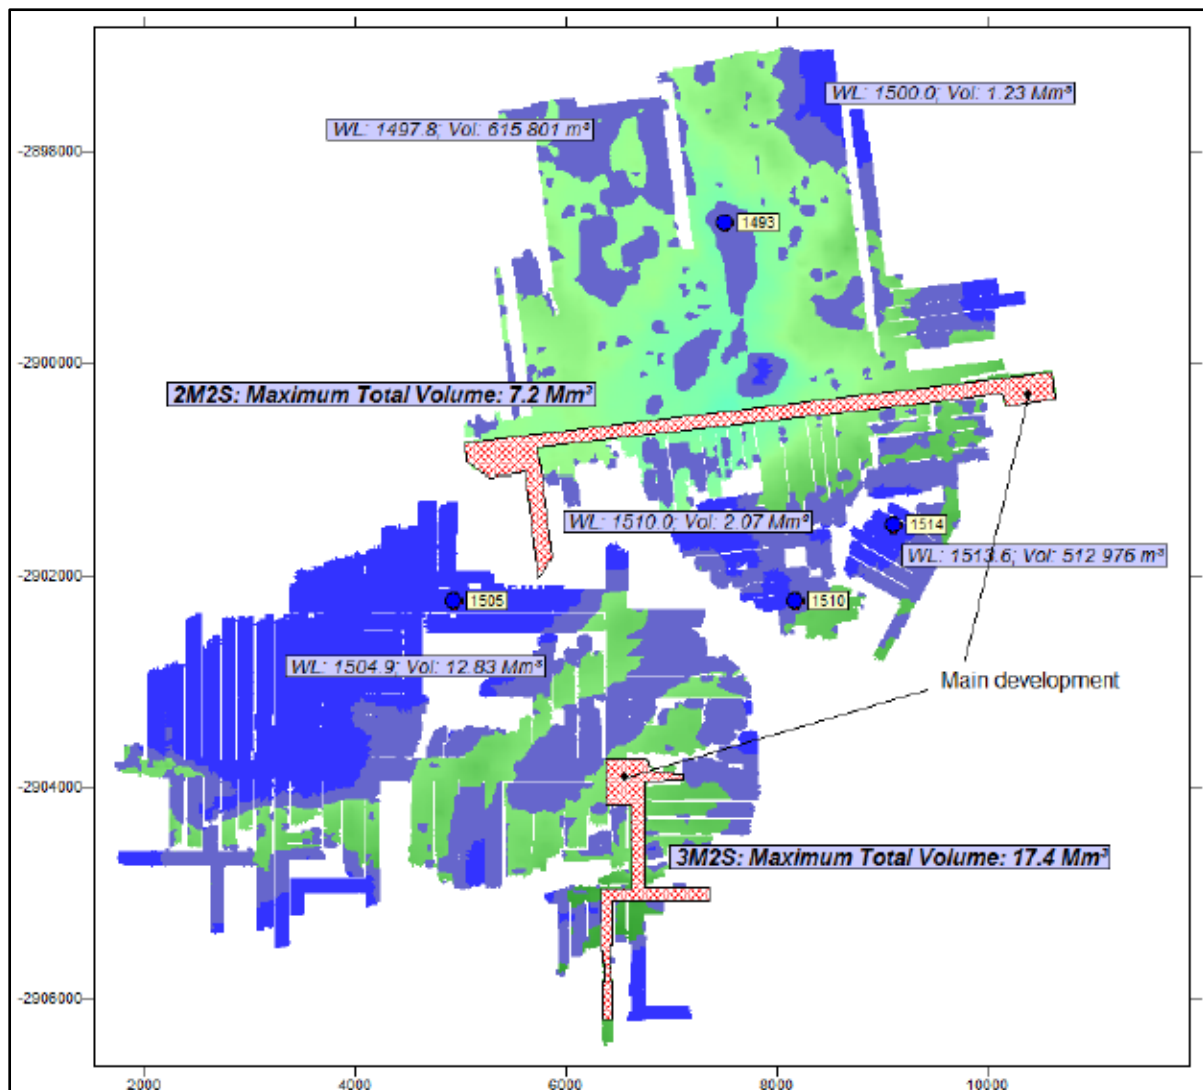 WL: 1500.0; Vol: 1.23 Mm³
WL: 1497.8; Vol: 615 801 m³
-2898000
1493
-2900000
2M2S: Maximum Total Volume: 7.2 Mm³
WL: 1510.0; Vol: 2.07 Mm³
1514
WL: 1513.6; Vol: 512 976 m³
-2902000
1505
1510
WL: 1504.9; Vol: 12.83 Mm³
Main development
-2904000
3M2S: Maximum Total Volume: 17.4 Mm³
-2906000
2000 4000 6000 8000 10000